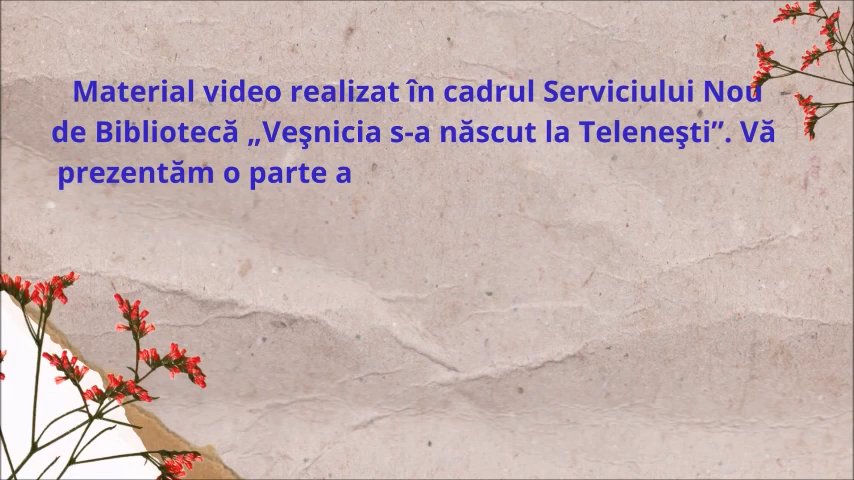 Material video realizat în cadrul Serviciului Nou
de Bibliotecă „Veşnicia s-a născut la Teleneşti”. Vă
prezentăm o parte a